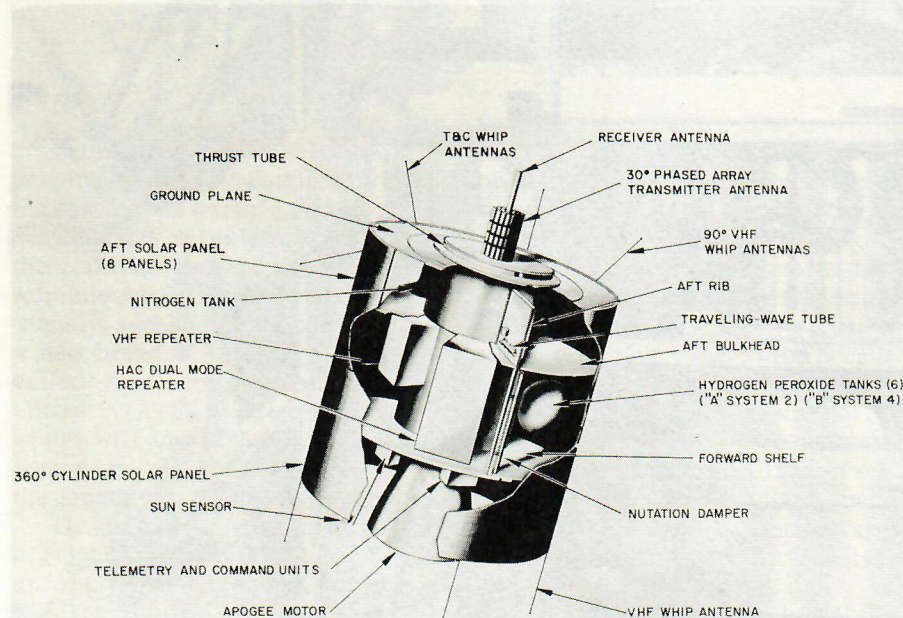 T&C WHIP
ANTENNAS
RECEIVER ANTENNA
THRUST TUBE
30° PHASED ARRAY
TRANSMITTER ANTENNA
GROUND PLANE
90° VHF
WHIP ANTENNAS
AFT SOLAR PANEL
(8 PANELS)
AFT RIB
NITROGEN TANK
TRAVELING-WAVE TUBE
VHF REPEATER
AFT BULKHEAD
HAC DUAL MODE
REPEATER
HYDROGEN PEROXIDE TANKS (6)
("A" SYSTEM 2) ("B" SYSTEM 4)
FORWARD SHELF
360° CYLINDER SOLAR PANEL
SUN SENSOR
NUTATION DAMPER
TELEMETRY AND COMMAND UNITS
APOGEE MOTOR
VHF WHIP ANTENNA